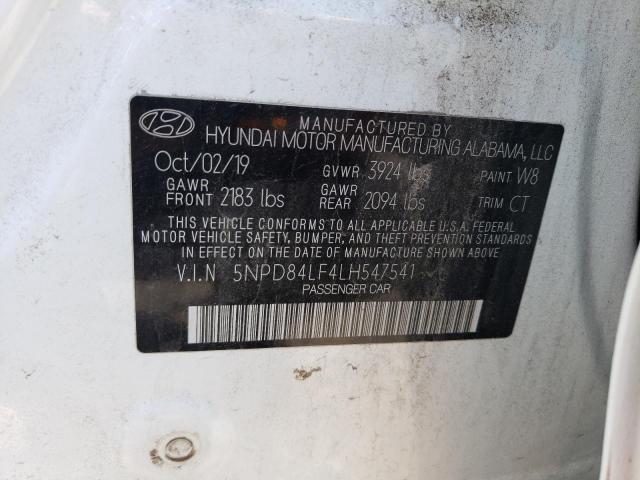 MANUFACTURED BY
HYUNDAI MOTOR MANUFACTURING ALABAMA, LLC
Oct/02/19 GVWR 3924 lbs PAINT W8
GAWR FRONT 2183 lbs GAWR REAR 2094 lbs TRIM CT
THIS VEHICLE CONFORMS TO ALL APPLICABLE U.S.A. FEDERAL
MOTOR VEHICLE SAFETY, BUMPER, AND THEFT PREVENTION STANDARDS
IN EFFECT ON THE DATE OF MANUFACTURE SHOWN ABOVE.
V.I.N 5NPD84LF4LH547541
PASSENGER CAR